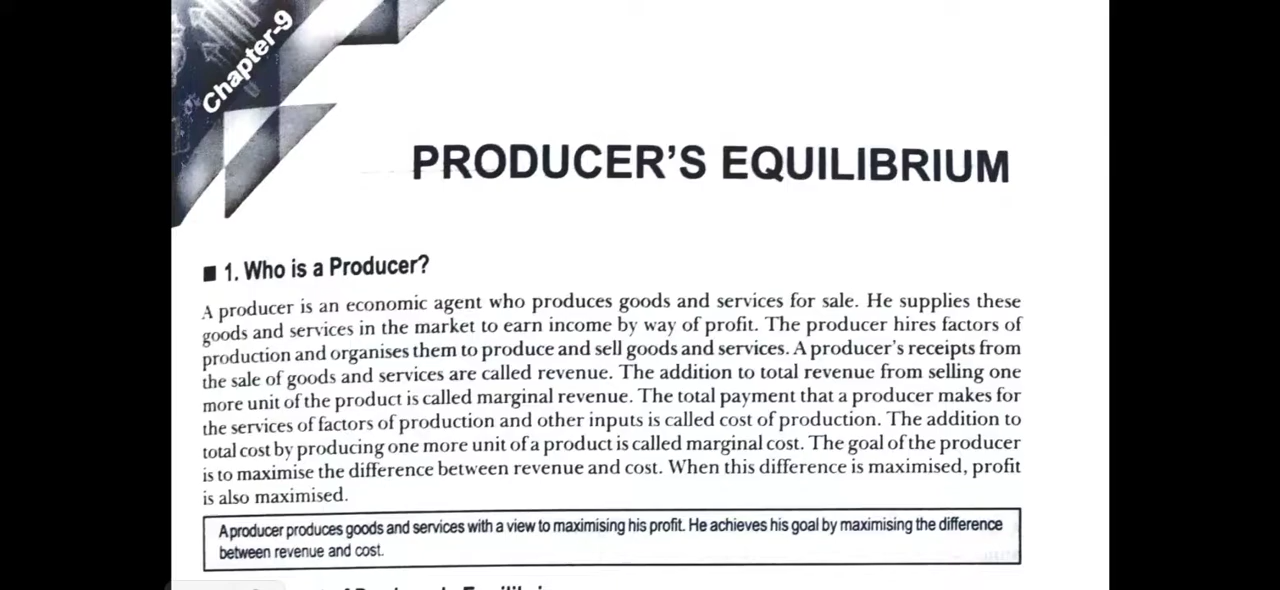 Chapter-9
PRODUCER'S EQUILIBRIUM
■ 1. Who is a Producer?
A producer is an economic agent who produces goods and services for sale. He supplies these
goods and services in the market to earn income by way of profit. The producer hires factors of
production and organises them to produce and sell goods and services. A producer's receipts from
the sale of goods and services are called revenue. The addition to total revenue from selling one
more unit of the product is called marginal revenue. The total payment that a producer makes for
the services of factors of production and other inputs is called cost of production. The addition to
total cost by producing one more unit of a product is called marginal cost. The goal of the producer
is to maximise the difference between revenue and cost. When this difference is maximised, profit
is also maximised.
A producer produces goods and services with a view to maximising his profit. He achieves his goal by maximising the difference
between revenue and cost.